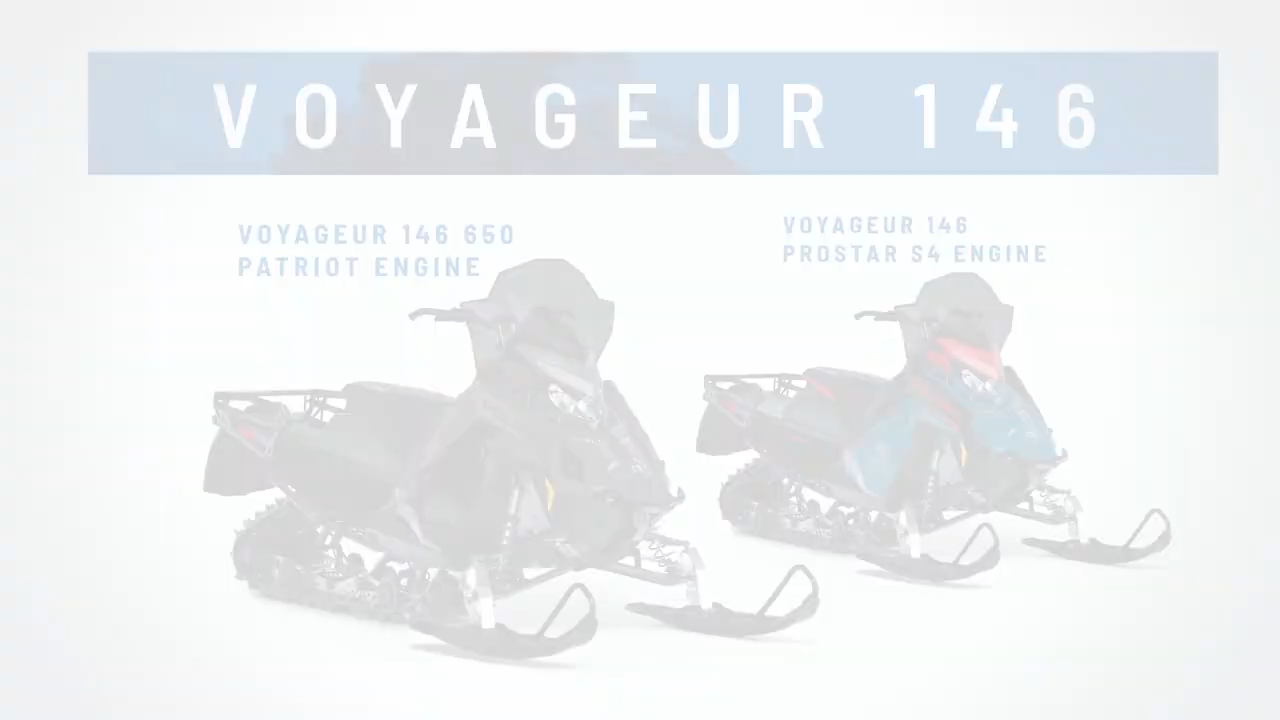 VOYAGEUR 146
VOYAGEUR 146 650
PATRIOT ENGINE
VOYAGEUR 146
PROSTAR S4 ENGINE